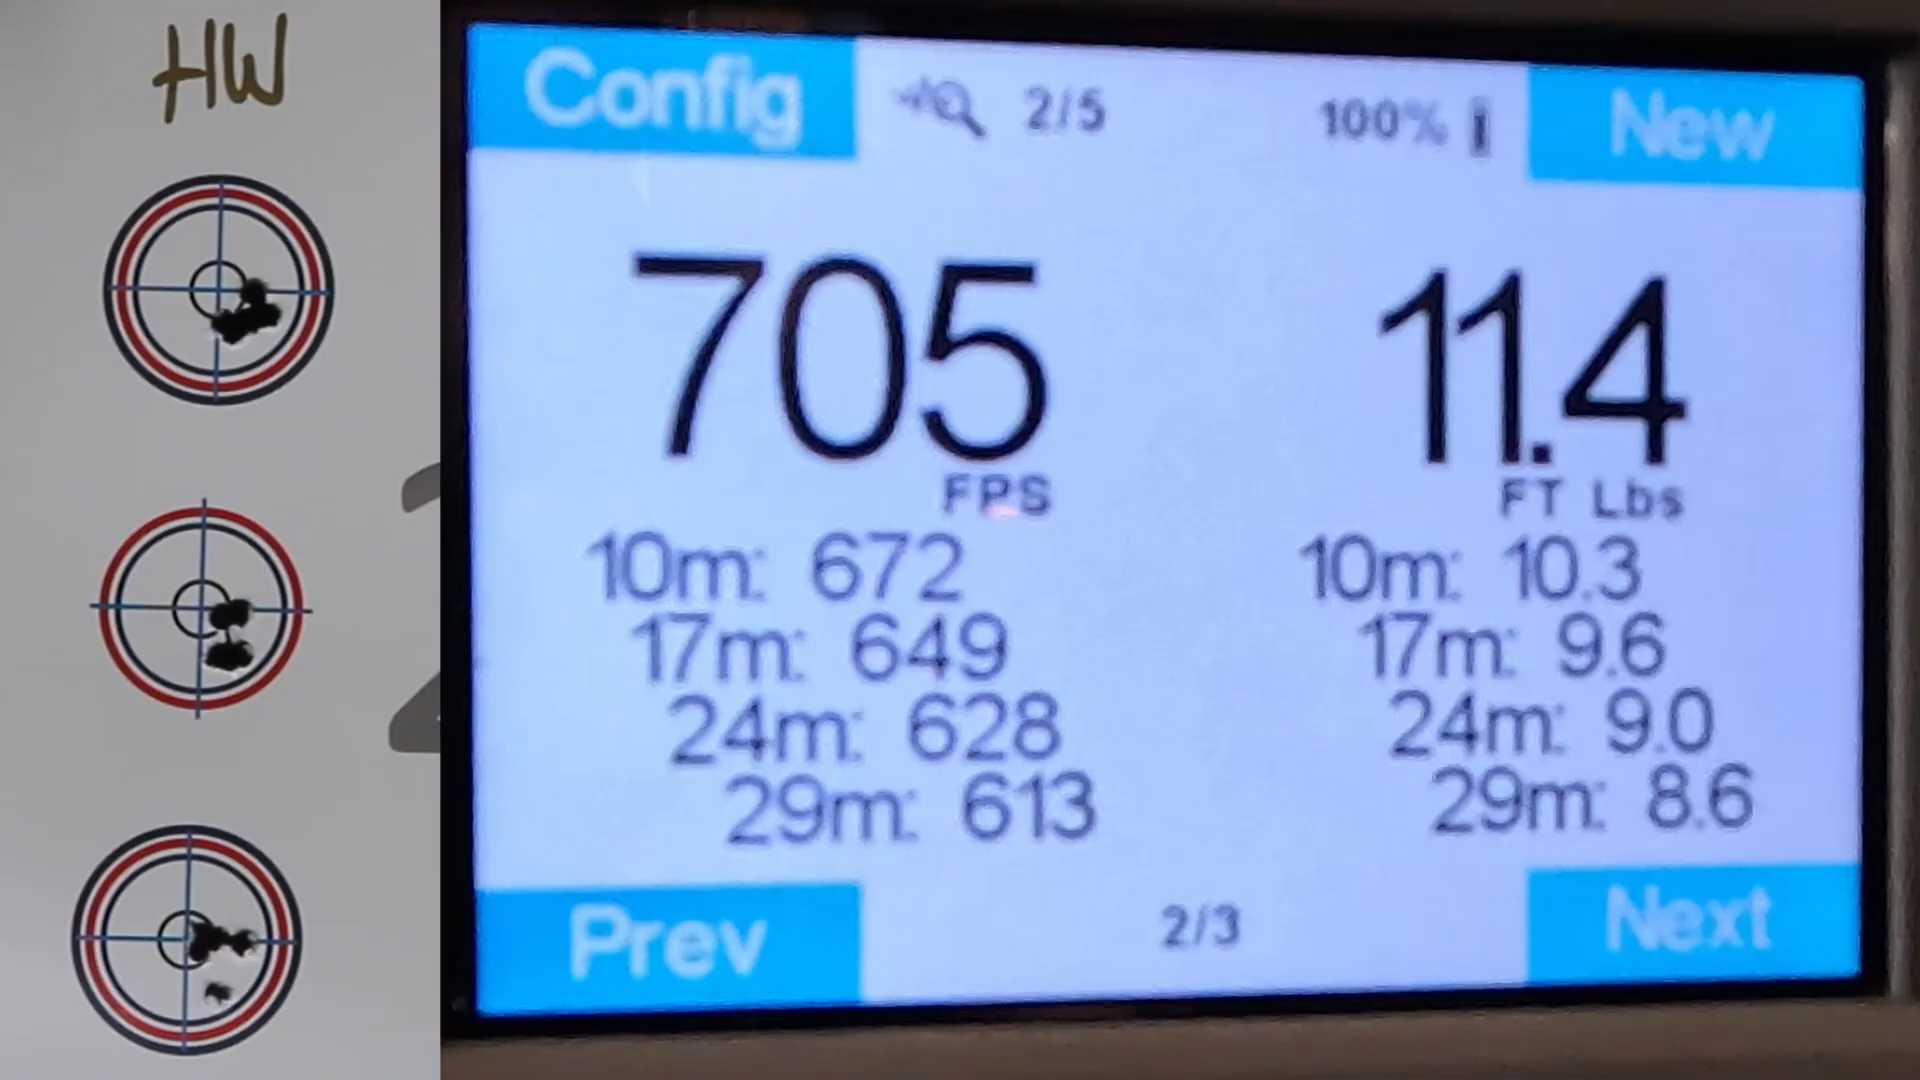 HW
2
Config
2/5
100%
New
705
FPS
10m: 672
17m: 649
24m: 628
29m: 613
11.4
FT Lbs
10m: 10.3
17m: 9.6
24m: 9.0
29m: 8.6
Prev
2/3
Next